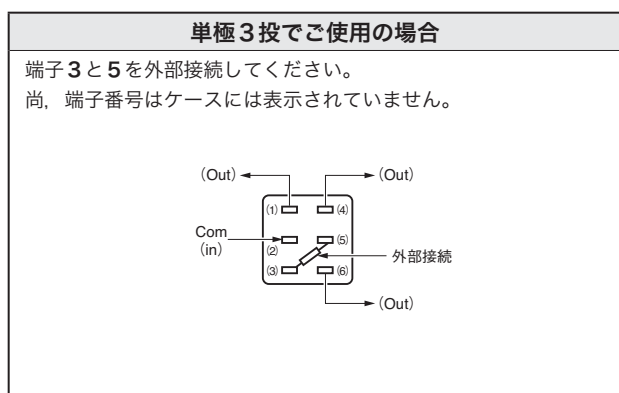 単極3投でご使用の場合
端子3と5を外部接続してください。
尚，端子番号はケースには表示されていません。
(Out) (Out)
(1) (4)
Com
(in)
(2) (5)
外部接続
(3) (6)
(Out)